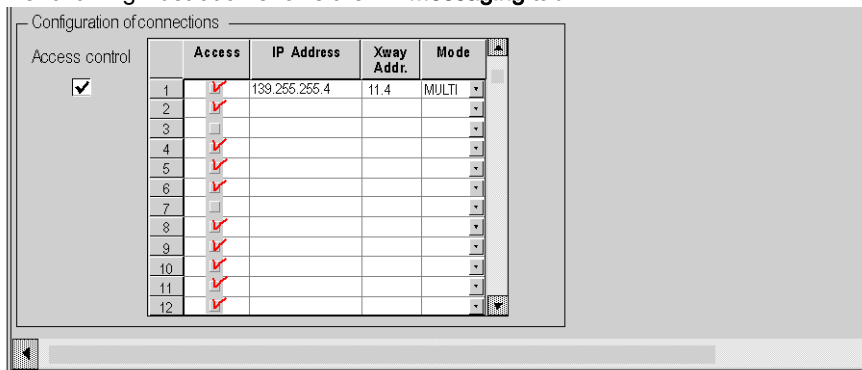 Configuration of connections
Access control
Access IP Address Xway Addr. Mode
1 139.255.255.4 11.4 MULTI
2
3
4
5
6
7
8
9
10
11
12